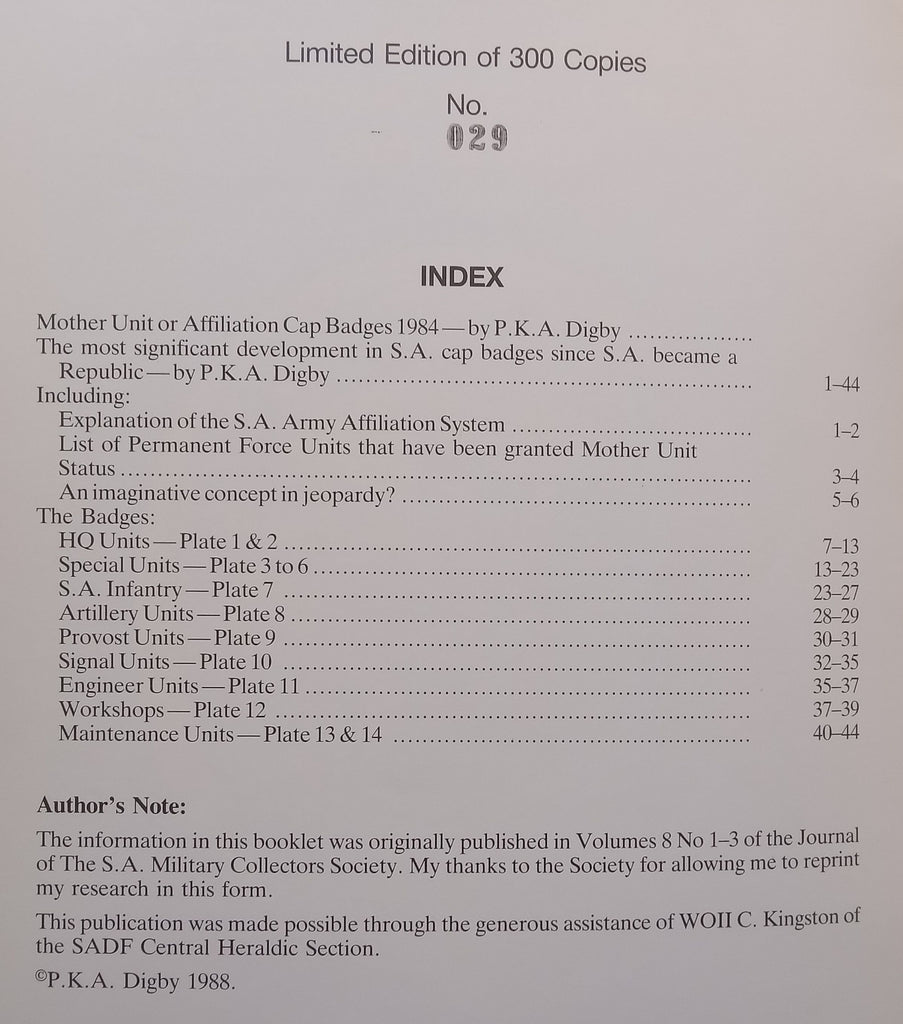 Limited Edition of 300 Copies
No.
029
INDEX
Mother Unit or Affiliation Cap Badges 1984—by P.K.A. Digby ..................
The most significant development in S.A. cap badges since S.A. became a
Republic—by P.K.A. Digby .................................................................. 1–44
Including:
Explanation of the S.A. Army Affiliation System ...................................... 1–2
List of Permanent Force Units that have been granted Mother Unit
Status .................................................................................................. 3–4
An imaginative concept in jeopardy? ....................................................... 5–6
The Badges:
HQ Units—Plate 1 & 2 ........................................................................... 7–13
Special Units—Plate 3 to 6 ..................................................................... 13–23
S.A. Infantry—Plate 7 ........................................................................... 23–27
Artillery Units—Plate 8 ......................................................................... 28–29
Provost Units—Plate 9 .......................................................................... 30–31
Signal Units—Plate 10 .......................................................................... 32–35
Engineer Units—Plate 11 ....................................................................... 35–37
Workshops—Plate 12 ............................................................................ 37–39
Maintenance Units—Plate 13 & 14 ......................................................... 40–44
Author's Note:
The information in this booklet was originally published in Volumes 8 No 1–3 of the Journal
of The S.A. Military Collectors Society. My thanks to the Society for allowing me to reprint
my research in this form.
This publication was made possible through the generous assistance of WOII C. Kingston of
the SADF Central Heraldic Section.
©P.K.A. Digby 1988.